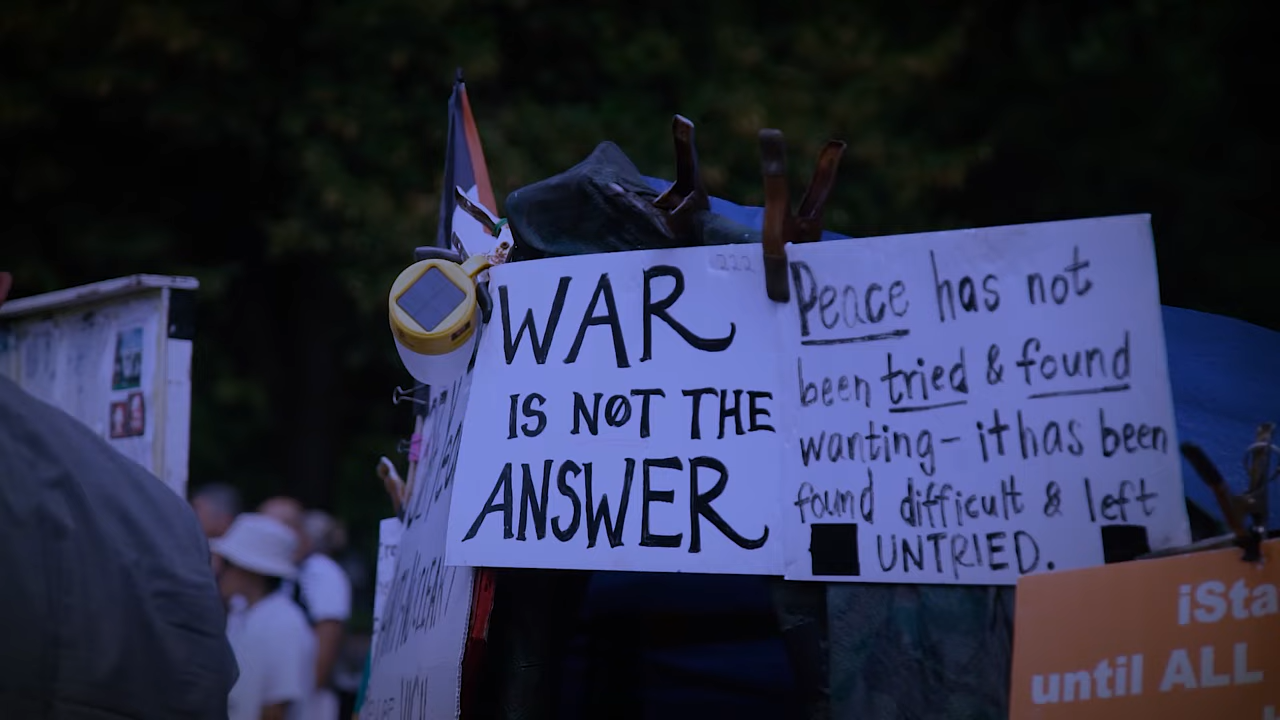 222
WAR
IS NOT THE
ANSWER
Peace has not
been tried & found
wanting - it has been
found difficult & left
UNTRIED.
iSta
until ALL